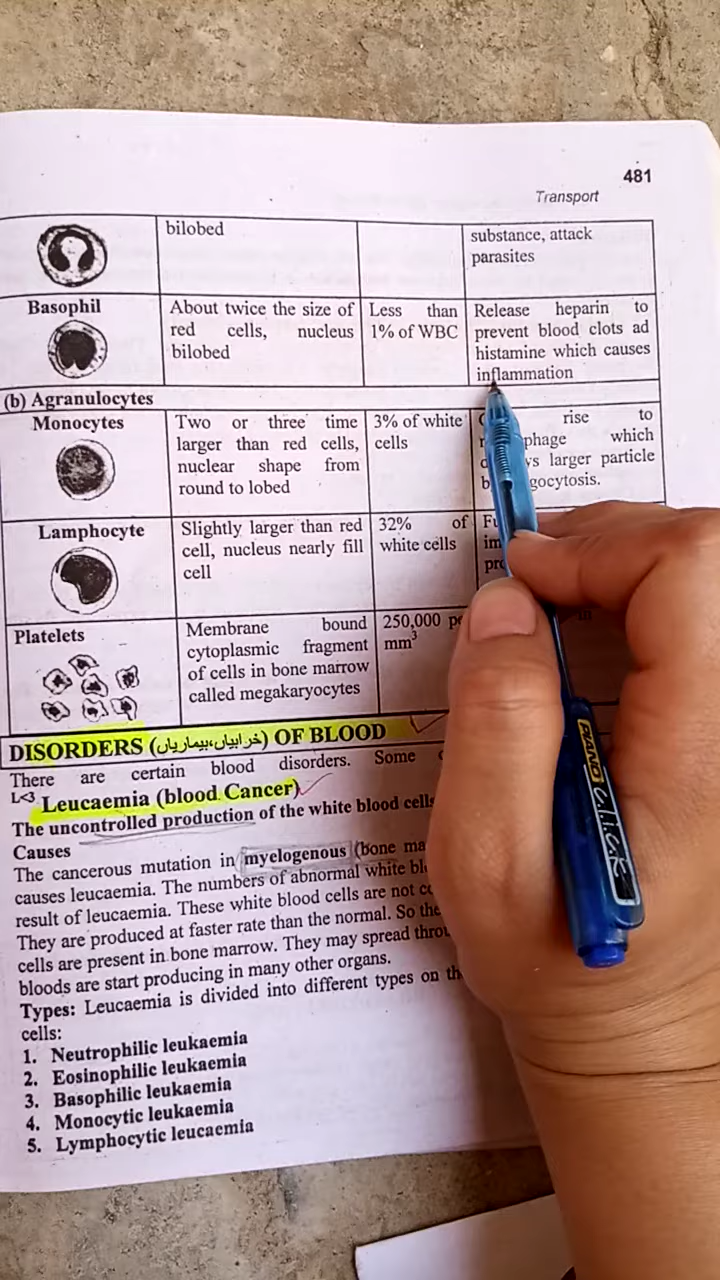 481
Transport
bilobed
substance, attack
parasites
Basophil
About twice the size of
red cells, nucleus
bilobed
Less than
1% of WBC
Release heparin to
prevent blood clots ad
histamine which causes
inflammation
(b) Agranulocytes
Monocytes
Two or three time
larger than red cells,
nuclear shape from
round to lobed
3% of white
cells
rise to
which
larger particle
Lamphocyte
Slightly larger than red
cell, nucleus nearly fill
cell
32% of
white cells
Platelets
Membrane bound
cytoplasmic fragment
of cells in bone marrow
called megakaryocytes
250,000
mm³
DISORDERS (خرابیاں،بیماریاں) OF BLOOD
There are certain blood disorders. Some
L<3 Leucaemia (blood Cancer)
The uncontrolled production of the white blood cells
Causes
The cancerous mutation in myelogenous (bone
causes leucaemia. The numbers of abnormal white
result of leucaemia. These white blood cells are not
They are produced at faster rate than the normal. So
cells are present in bone marrow. They may spread
bloods are start producing in many other organs.
Types: Leucaemia is divided into different types on
cells:
1. Neutrophilic leukaemia
2. Eosinophilic leukaemia
3. Basophilic leukaemia
4. Monocytic leukaemia
5. Lymphocytic leucaemia
PIANO